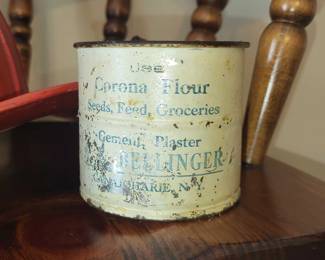 USE
Corona Flour
Seeds, Feed, Groceries
Cement, Plaster
BELLINGER
N. Y.